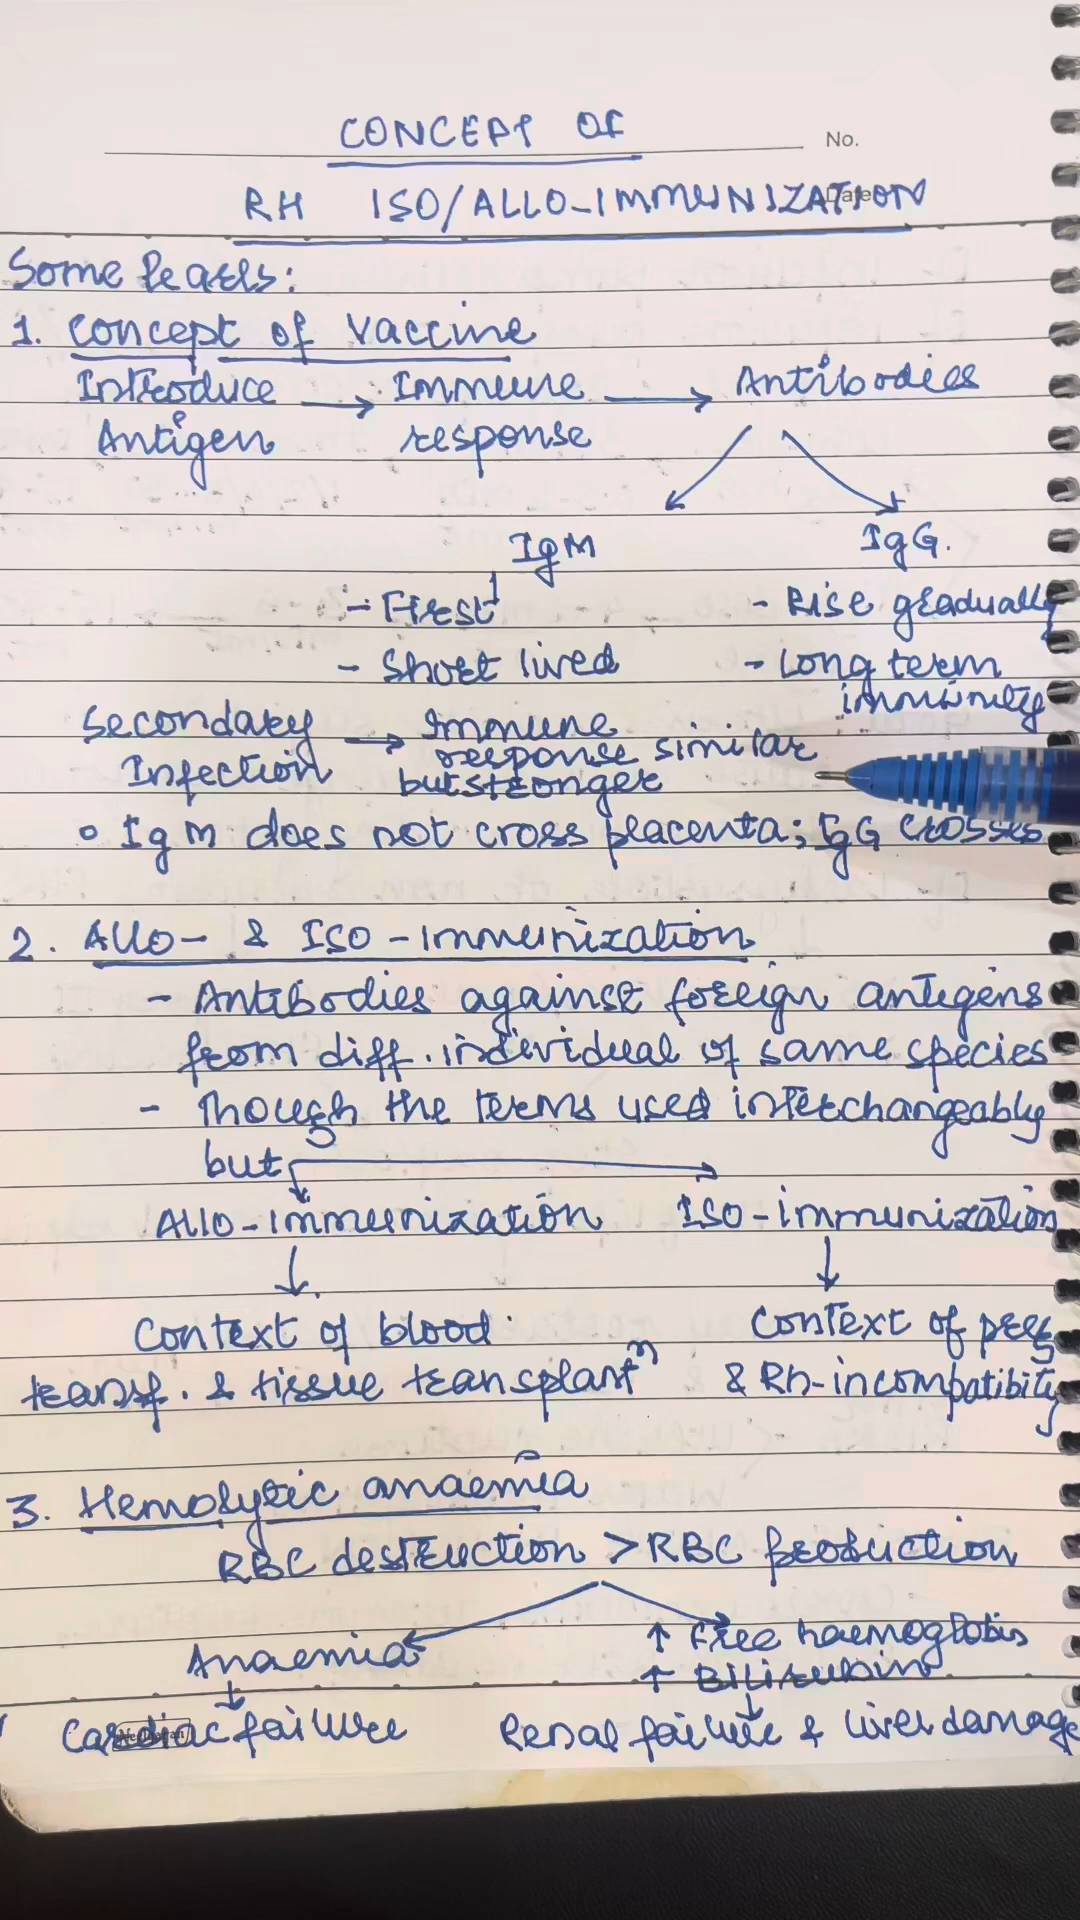 CONCEPT OF
No.
RH ISO/ALLO-IMMUNIZATION
Date
Some Pearls:
1. Concept of Vaccine
Introduce Antigen → Immune response → Antibodies
IgM
- First
- Short lived
IgG.
- Rise gradually
- Long term immunity
Secondary Infection → Immune response similar but stronger
○ IgM does not cross placenta; IgG crosses
2. Allo- & ISO-immunization
- Antibodies against foreign antigens
from diff. individual of same species
- Though the terms used interchangeably
but
Allo-immunization
ISO-immunization
↓
↓
Context of blood
transf. & tissue transplantn
Context of preg
& Rh-incompatibity
3. Hemolytic anaemia
RBC destruction > RBC production
Anaemia
↑ Free haemoglobin
↑ Bilirubin
Cardiac failure
Renal failure & liver damage